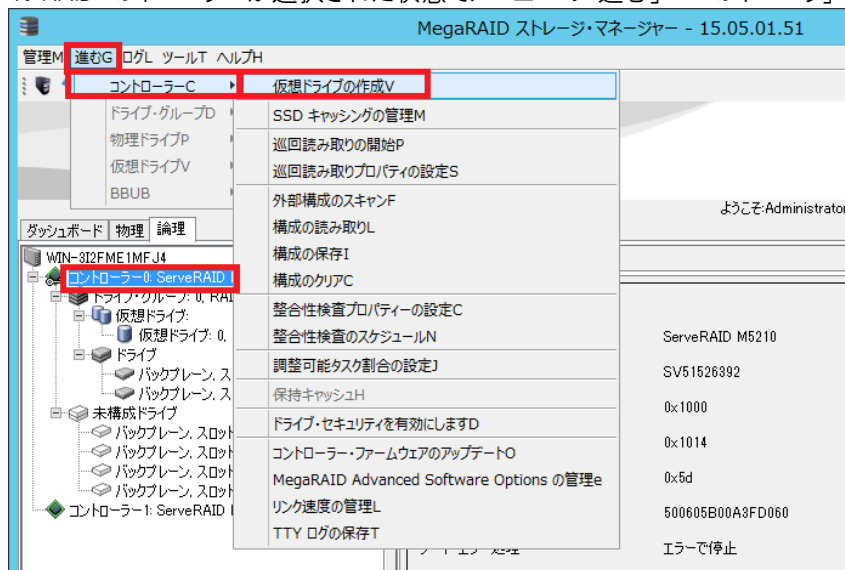 MegaRAID ストレージ・マネージャー - 15.05.01.51
管理M 進むG ログL ツールT ヘルプH
コントローラーC
ドライブ・グループD
物理ドライブP
仮想ドライブV
BBUB
仮想ドライブの作成V
SSD キャッシングの管理M
巡回読み取りの開始P
巡回読み取りプロパティの設定S
外部構成のスキャンF
構成の読み取りL
構成の保存I
構成のクリアC
整合性検査プロパティーの設定C
整合性検査のスケジュールN
調整可能タスク割合の設定J
保持キャッシュH
ドライブ・セキュリティを有効にしますD
コントローラー・ファームウェアのアップデートO
MegaRAID Advanced Software Options の管理e
リンク速度の管理L
TTY ログの保存T
ようこそ:Administrator
ダッシュボード 物理 論理
WIN-3I2FME1MFJ4
コントローラー0: ServeRAID
ドライブ・グループ: 0, RAI
仮想ドライブ:
仮想ドライブ: 0,
ドライブ
バックプレーン, ス
バックプレーン, ス
未構成ドライブ
バックプレーン, スロット
バックプレーン, スロット
バックプレーン, スロット
バックプレーン, スロット
コントローラー1: ServeRAID
ServeRAID M5210
SV51526392
0x1000
0x1014
0x5d
500605B00A3FD060
エラーで停止